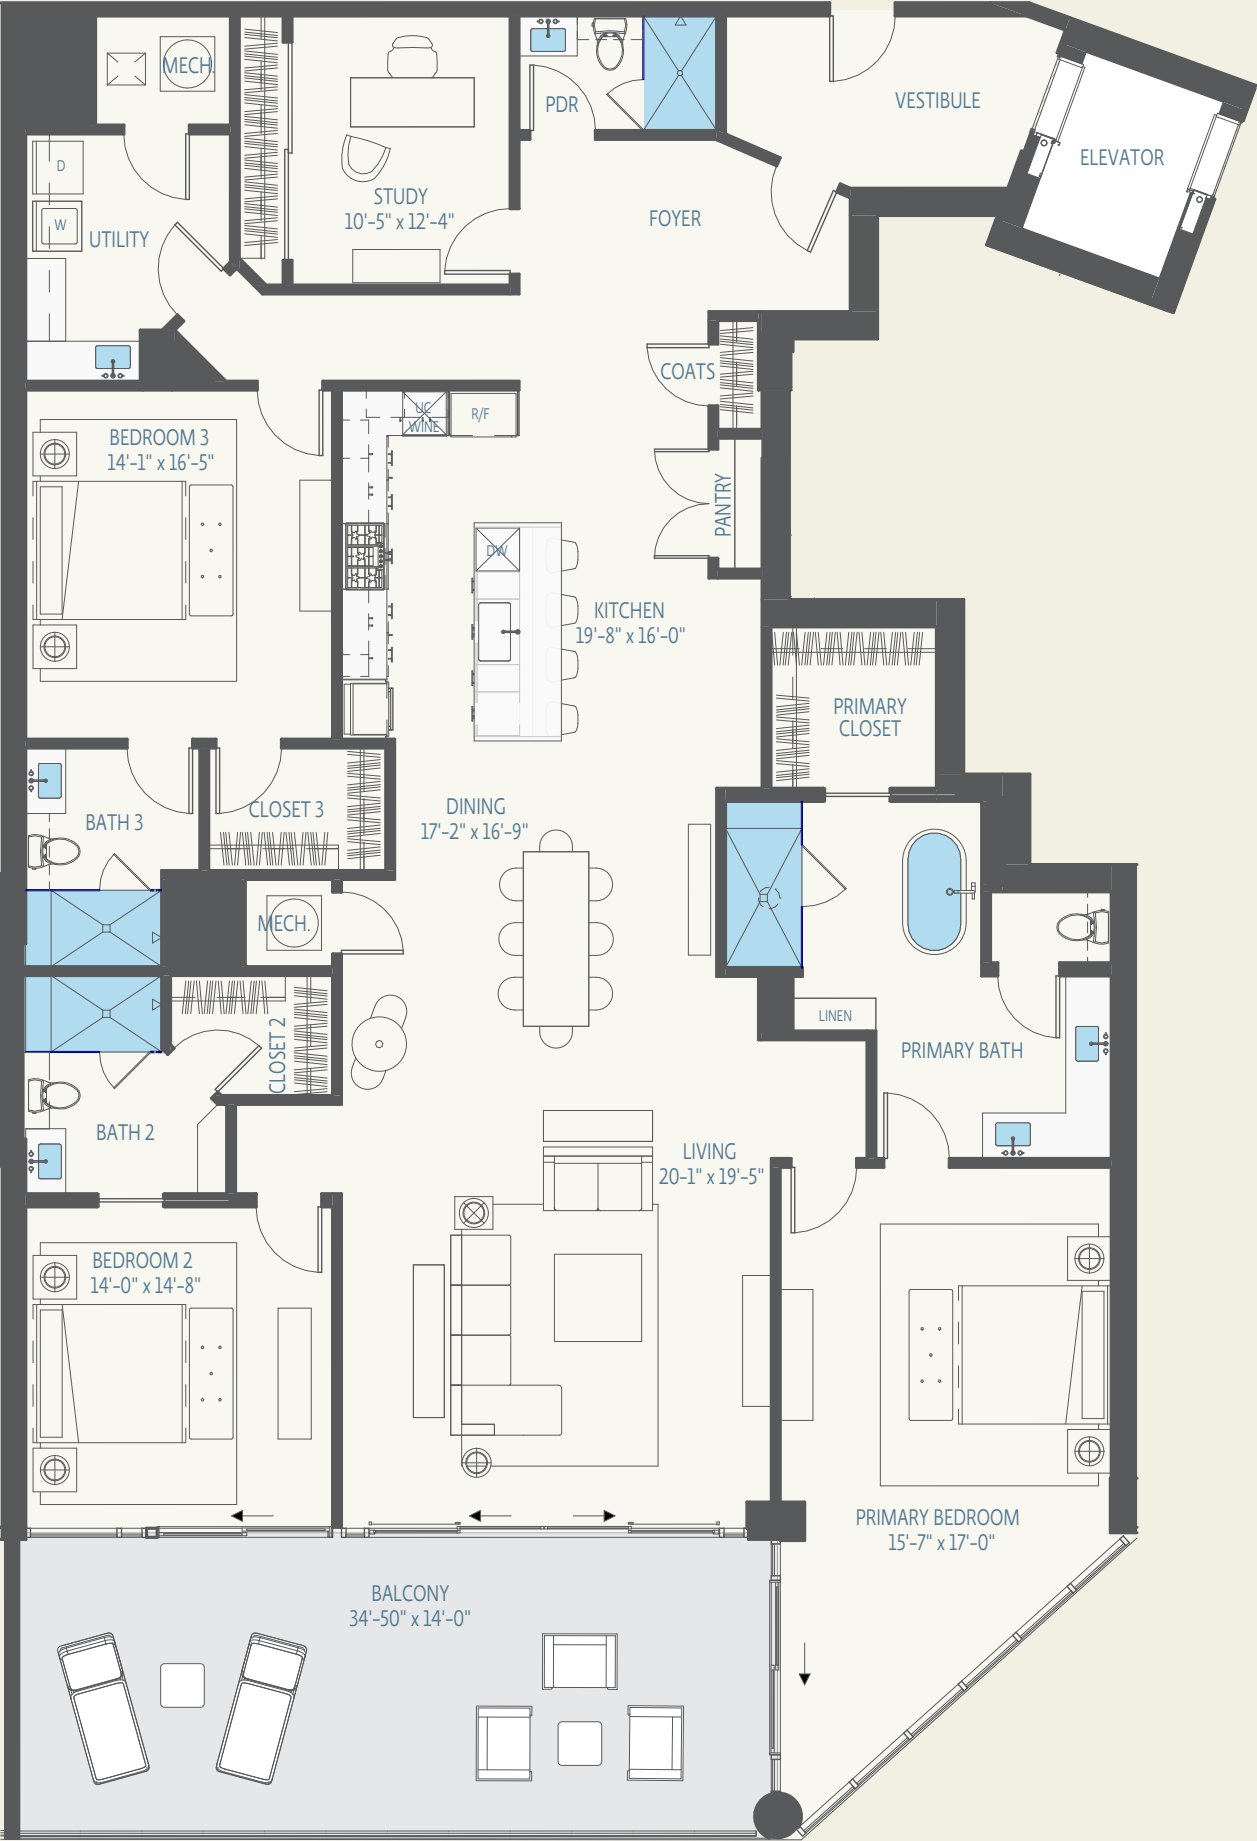 MECH.
PDR
VESTIBULE
ELEVATOR
D
W
UTILITY
STUDY
10'-5" x 12'-4"
FOYER
COATS
UC
WINE
R/F
BEDROOM 3
14'-1" x 16'-5"
PANTRY
DW
KITCHEN
19'-8" x 16'-0"
PRIMARY
CLOSET
BATH 3
CLOSET 3
DINING
17'-2" x 16'-9"
MECH.
LINEN
CLOSET 2
PRIMARY BATH
BATH 2
LIVING
20-1" x 19'-5"
BEDROOM 2
14'-0" x 14'-8"
PRIMARY BEDROOM
15'-7" x 17'-0"
BALCONY
34'-50" x 14'-0"